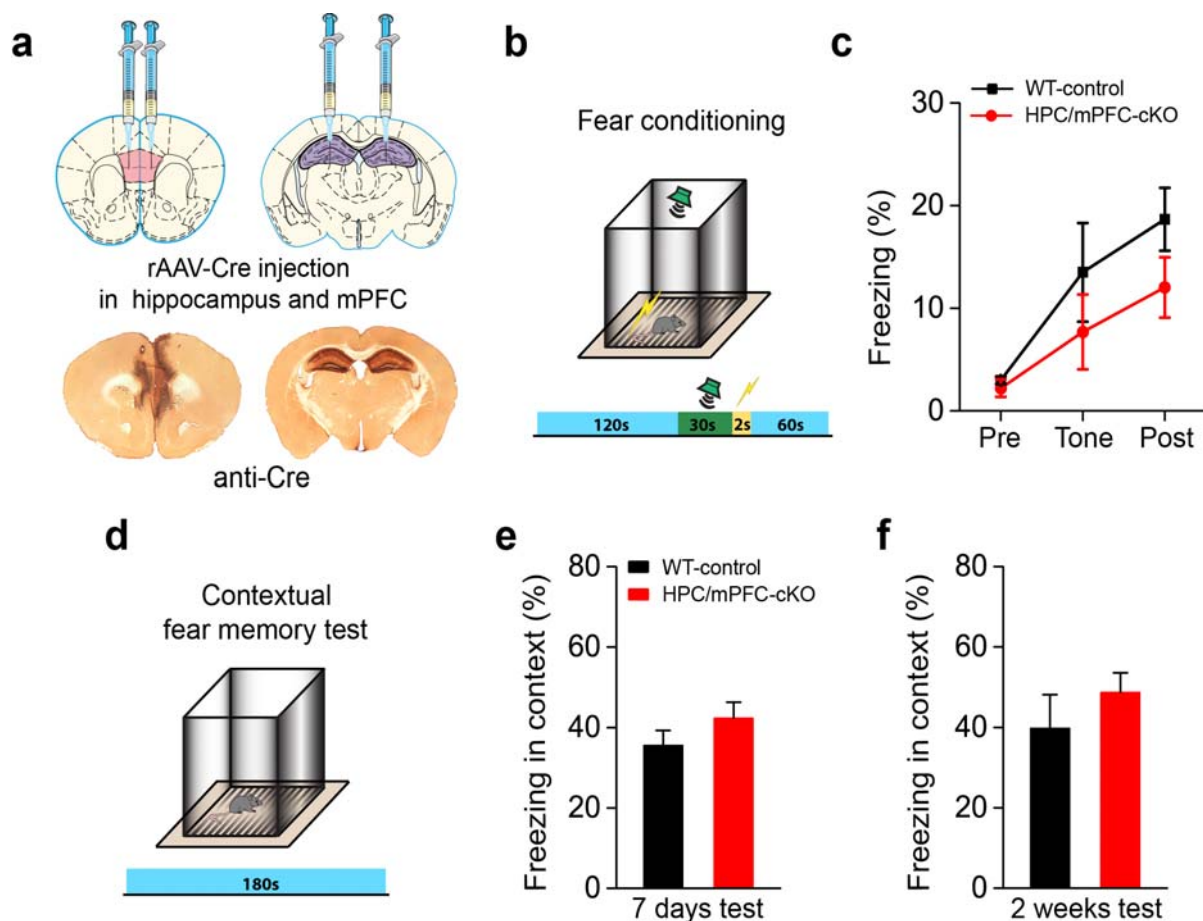 a
rAAV-Cre injection
in hippocampus and mPFC
anti-Cre
b
Fear conditioning
120s 30s 2s 60s
c
WT-control
HPC/mPFC-cKO
Freezing (%)
30
20
10
0
Pre Tone Post
d
Contextual
fear memory test
180s
e
WT-control
HPC/mPFC-cKO
Freezing in context (%)
80
60
40
20
0
7 days test
f
Freezing in context (%)
80
60
40
20
0
2 weeks test